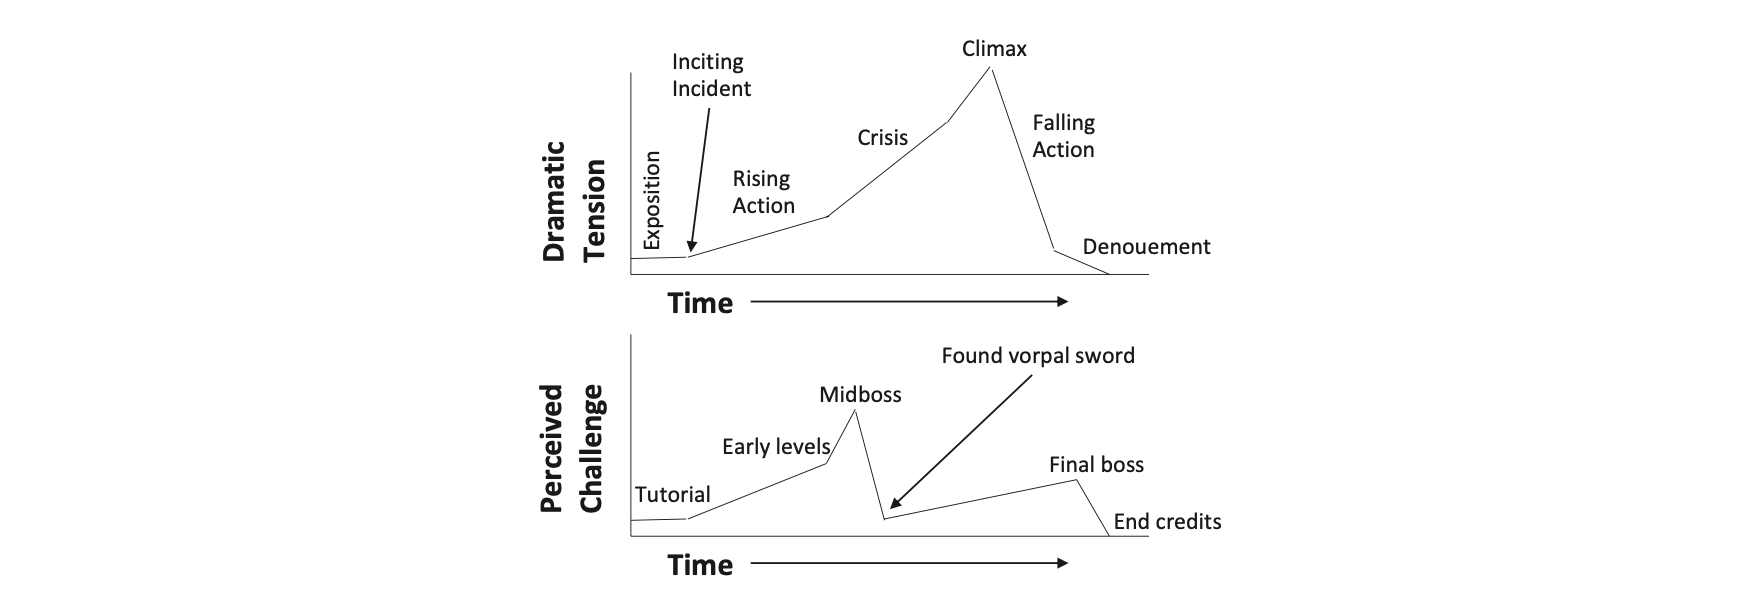 Climax
Inciting
Incident
Falling
Action
Crisis
Rising
Action
Exposition
Dramatic
Tension
Denouement
Time
Found vorpal sword
Midboss
Early levels
Final boss
Tutorial
Perceived
Challenge
End credits
Time